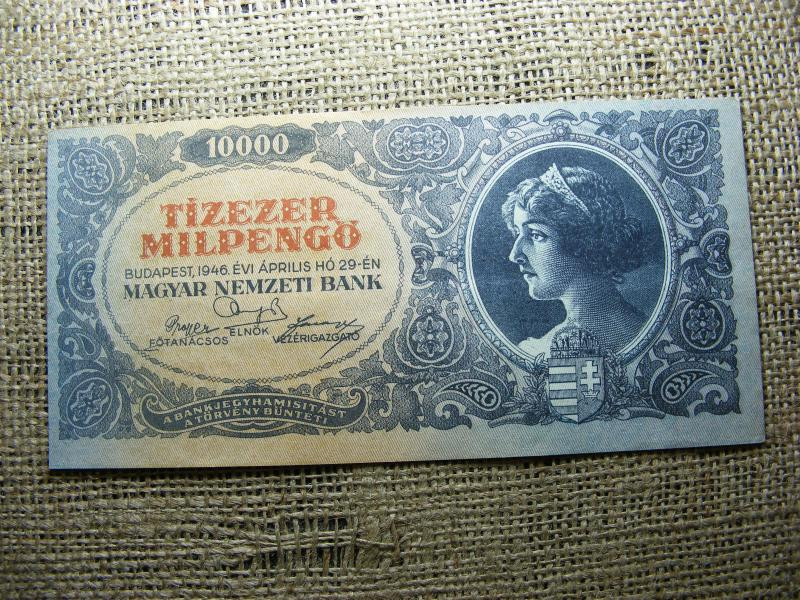 10000
TÍZEZER
MILPENGŐ
BUDAPEST, 1946. ÉVI ÁPRILIS HÓ 29-ÉN
MAGYAR NEMZETI BANK
ELNÖK
FŐTANÁCSOS
VEZÉRIGAZGATÓ
A BANKJEGYHAMISÍTÁST
A TÖRVÉNY BÜNTETI